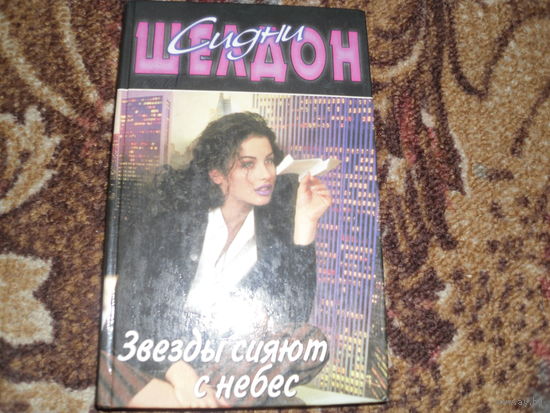 Сидни
ШЕЛДОН
Звезды сияют
с небес